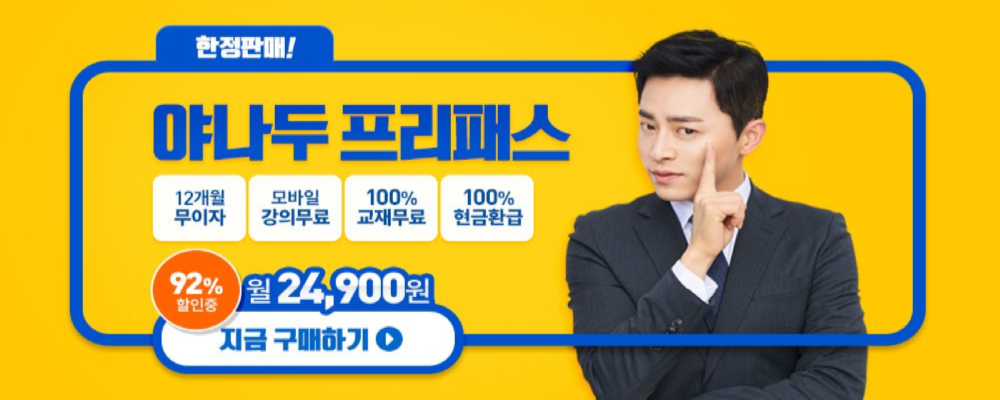 한정판매!
야나두 프리패스
12개월
무이자
모바일
강의무료
100%
교재무료
100%
현금환급
92%
할인중
월 24,900원
지금 구매하기